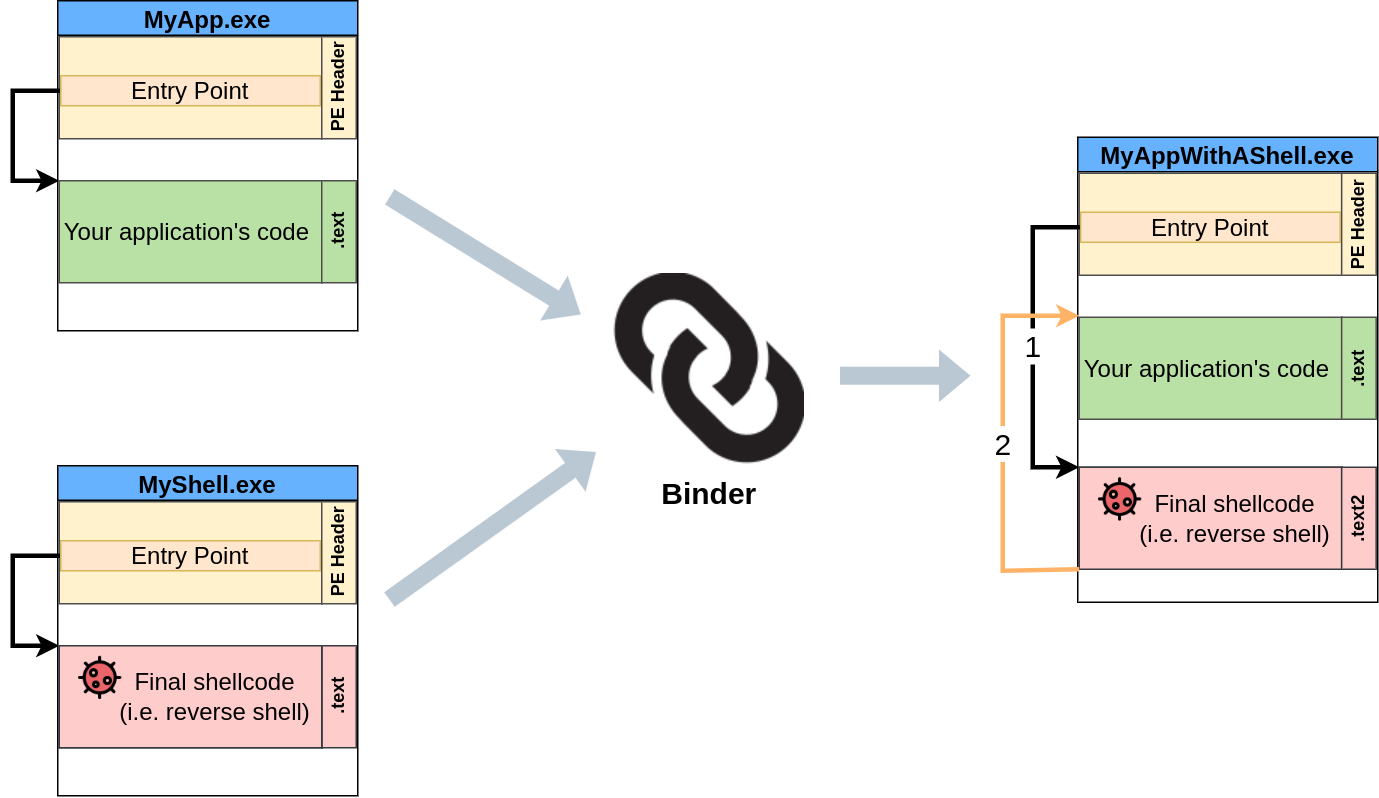 MyApp.exe
Entry Point
PE Header
Your application's code
.text
MyShell.exe
Entry Point
PE Header
Final shellcode
(i.e. reverse shell)
.text
Binder
MyAppWithAShell.exe
Entry Point
PE Header
1
Your application's code
.text
2
Final shellcode
(i.e. reverse shell)
.text2